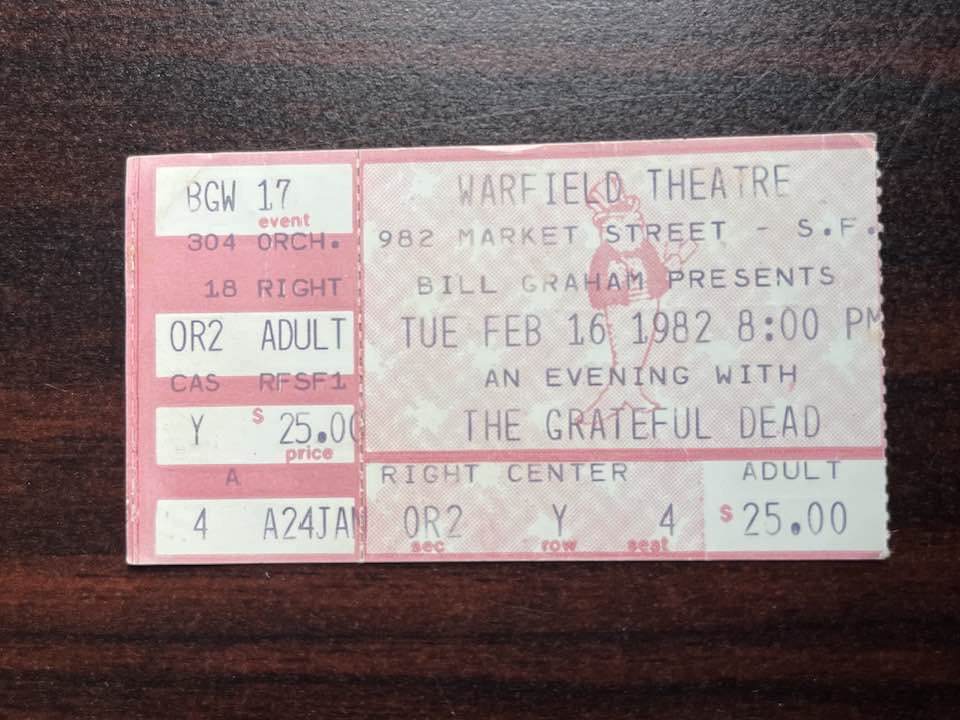 BGW 17
event
304 ORCH.
18 RIGHT
OR2 ADULT
CAS RFSF1
Y $ 25.00
price
A
4 A24JAN
WARFIELD THEATRE
982 MARKET STREET - S.F.
BILL GRAHAM PRESENTS
TUE FEB 16 1982 8:00 PM
AN EVENING WITH
THE GRATEFUL DEAD
RIGHT CENTER ADULT
OR2 Y 4 $25.00
sec row seat